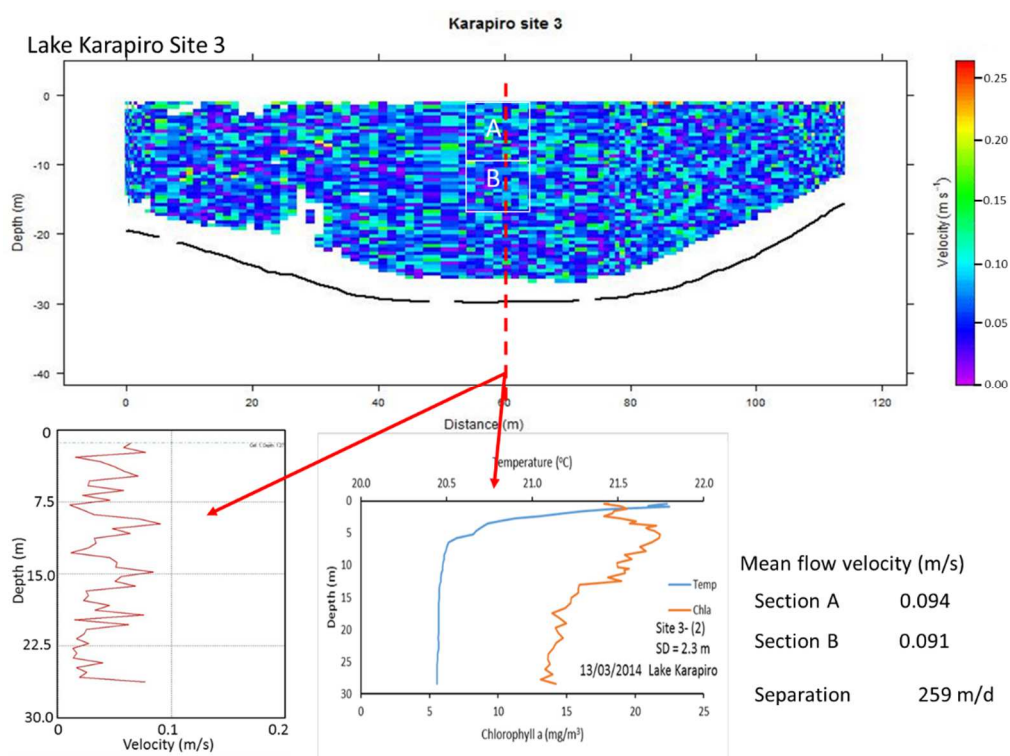 Karapiro site 3
Lake Karapiro Site 3
0
-10
-20
-30
-40
Depth (m)
A
B
0.25
0.20
0.15
0.10
0.05
0.00
Velocity(m s⁻¹)
0 20 40 60 80 100 120
Distance (m)
0
7.5
15.0
22.5
30.0
Depth (m)
0 0.1 0.2
Velocity (m/s)
Temperature (⁰C)
20.0 20.5 21.0 21.5 22.0
0
5
10
15
20
25
30
Depth (m)
Temp
Chla
Site 3- (2)
SD = 2.3 m
13/03/2014 Lake Karapiro
0 5 10 15 20 25
Chlorophyll a (mg/m³)
Mean flow velocity (m/s)
Section A 0.094
Section B 0.091
Separation 259 m/d